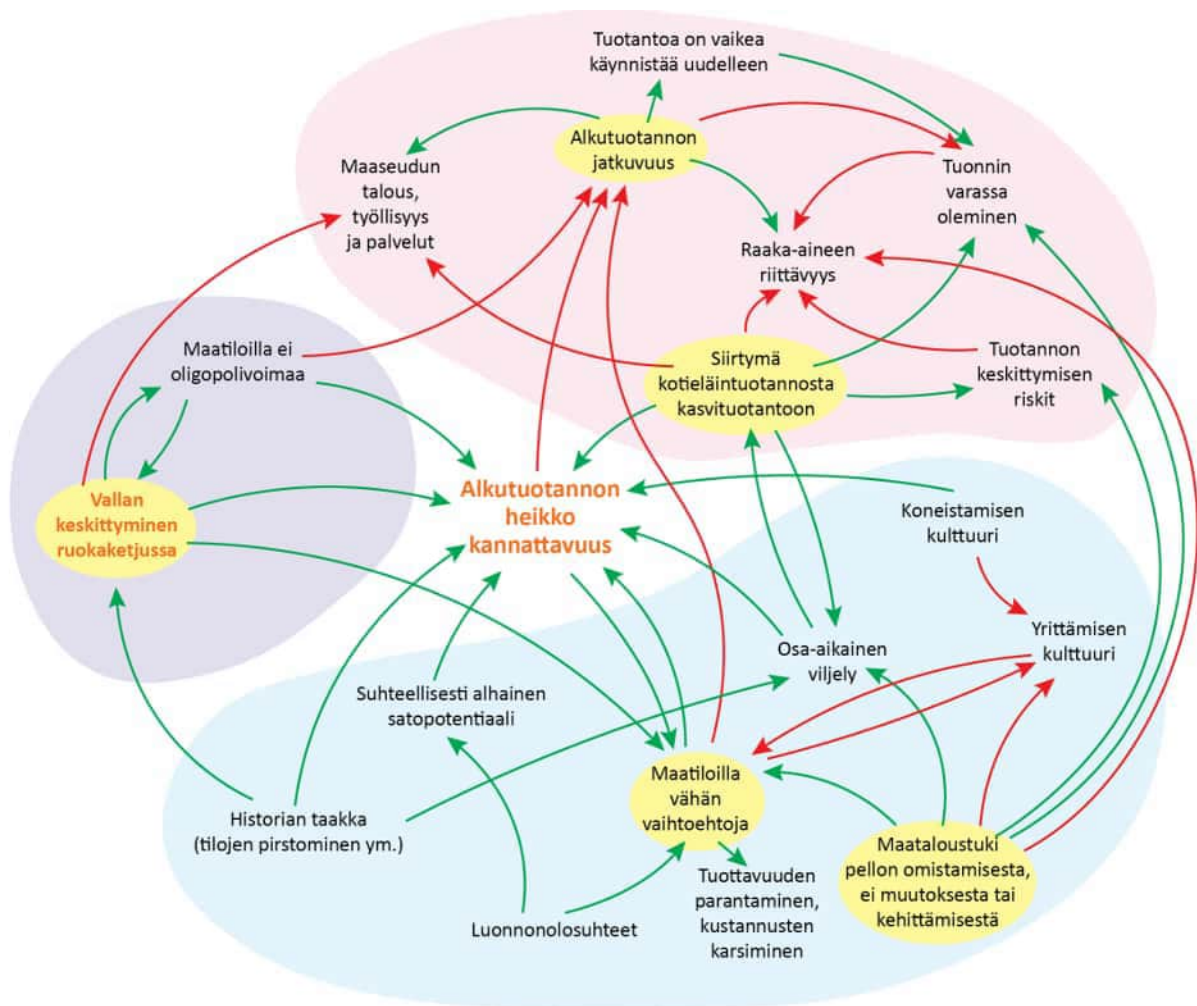 Tuotantoa on vaikea
käynnistää uudelleen
Alkutuotannon
jatkuvuus
Maaseudun
talous,
työllisyys
ja palvelut
Tuonnin
varassa
oleminen
Raaka-aineen
riittävyys
Maatiloilla ei
oligopolivoimaa
Siirtymä
kotieläintuotannosta
kasvituotantoon
Tuotannon
keskittymisen
riskit
Vallan
keskittyminen
ruokaketjussa
Alkutuotannon
heikko
kannattavuus
Koneistamisen
kulttuuri
Yrittämisen
kulttuuri
Osa-aikainen
viljely
Suhteellisesti alhainen
satopotentiaali
Maatiloilla
vähän
vaihtoehtoja
Historian taakka
(tilojen pirstominen ym.)
Maataloustuki
pellon omistamisesta,
ei muutoksesta tai
kehittämisestä
Tuottavuuden
parantaminen,
kustannusten
karsiminen
Luonnonolosuhteet